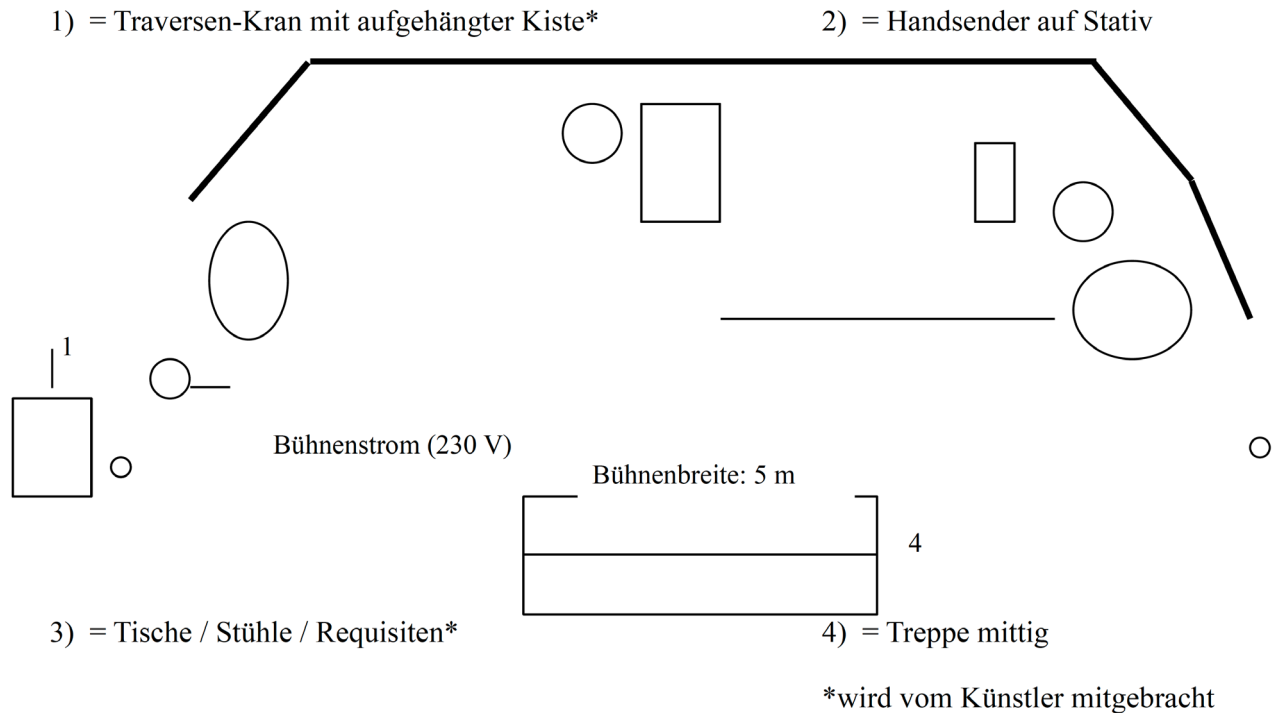 1) = Traversen-Kran mit aufgehängter Kiste*
2) = Handsender auf Stativ
1
Bühnenstrom (230 V)
Bühnenbreite: 5 m
4
3) = Tische / Stühle / Requisiten*
4) = Treppe mittig
*wird vom Künstler mitgebracht